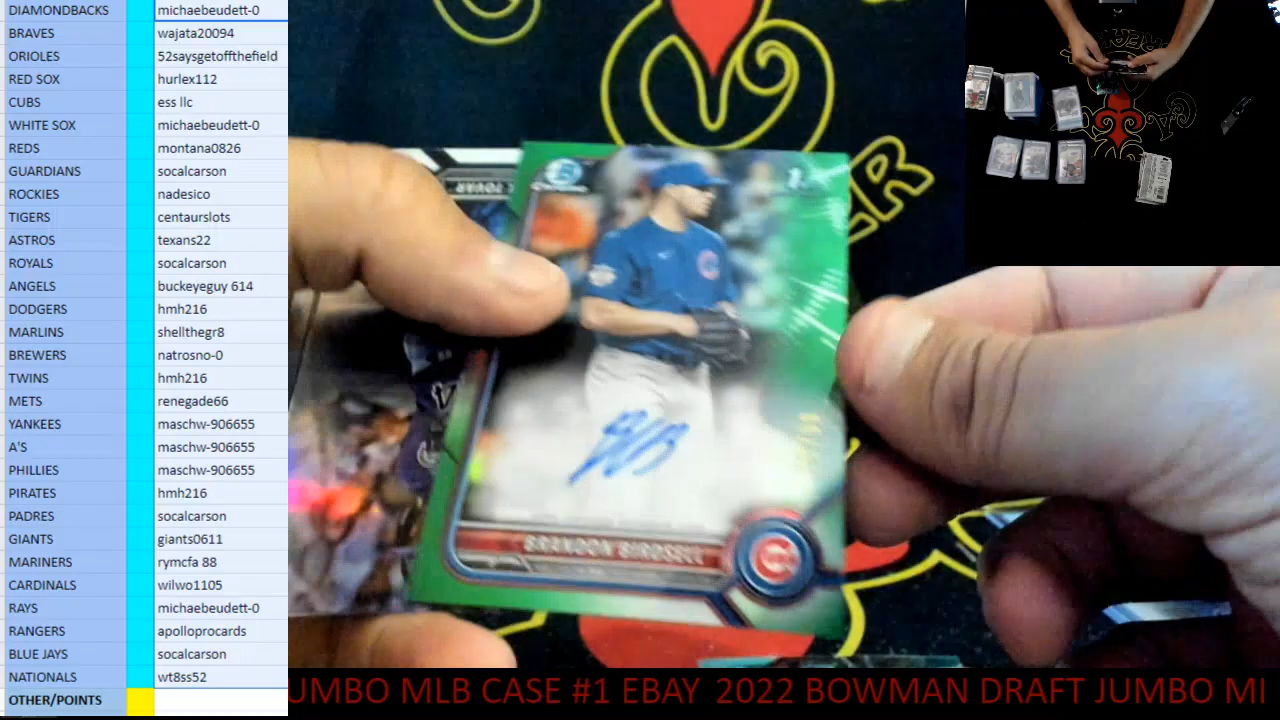 DIAMONDBACKS michaebeudett-0
BRAVES wajata20094
ORIOLES 52saysgetoffthefield
RED SOX hurlex112
CUBS ess llc
WHITE SOX michaebeudett-0
REDS montana0826
GUARDIANS socalcarson
ROCKIES nadesico
TIGERS centaurslots
ASTROS texans22
ROYALS socalcarson
ANGELS buckeyeguy 614
DODGERS hmh216
MARLINS shellthegr8
BREWERS natrosno-0
TWINS hmh216
METS renegade66
YANKEES maschw-906655
A'S maschw-906655
PHILLIES maschw-906655
PIRATES hmh216
PADRES socalcarson
GIANTS giants0611
MARINERS rymcfa 88
CARDINALS wilwo1105
RAYS michaebeudett-0
RANGERS apolloprocards
BLUE JAYS socalcarson
NATIONALS wt8ss52
OTHER/POINTS
BRANDON BIRDSELL
UMBO MLB CASE #1 EBAY 2022 BOWMAN DRAFT JUMBO MI